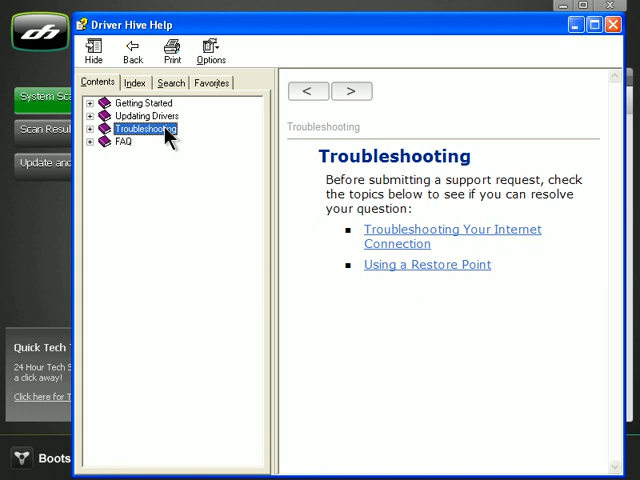 Driver Hive Help
Hide
Back
Print
Options
Contents
Index
Search
Favorites
Getting Started
Updating Drivers
Troubleshooting
FAQ
<
>
Troubleshooting
Troubleshooting
Before submitting a support request, check
the topics below to see if you can resolve
your question:
Troubleshooting Your Internet
Connection
Using a Restore Point
System Sca
Scan Resul
Update and
Quick Tech
24 Hour Tech S
a click away!
Click here for T
Boots